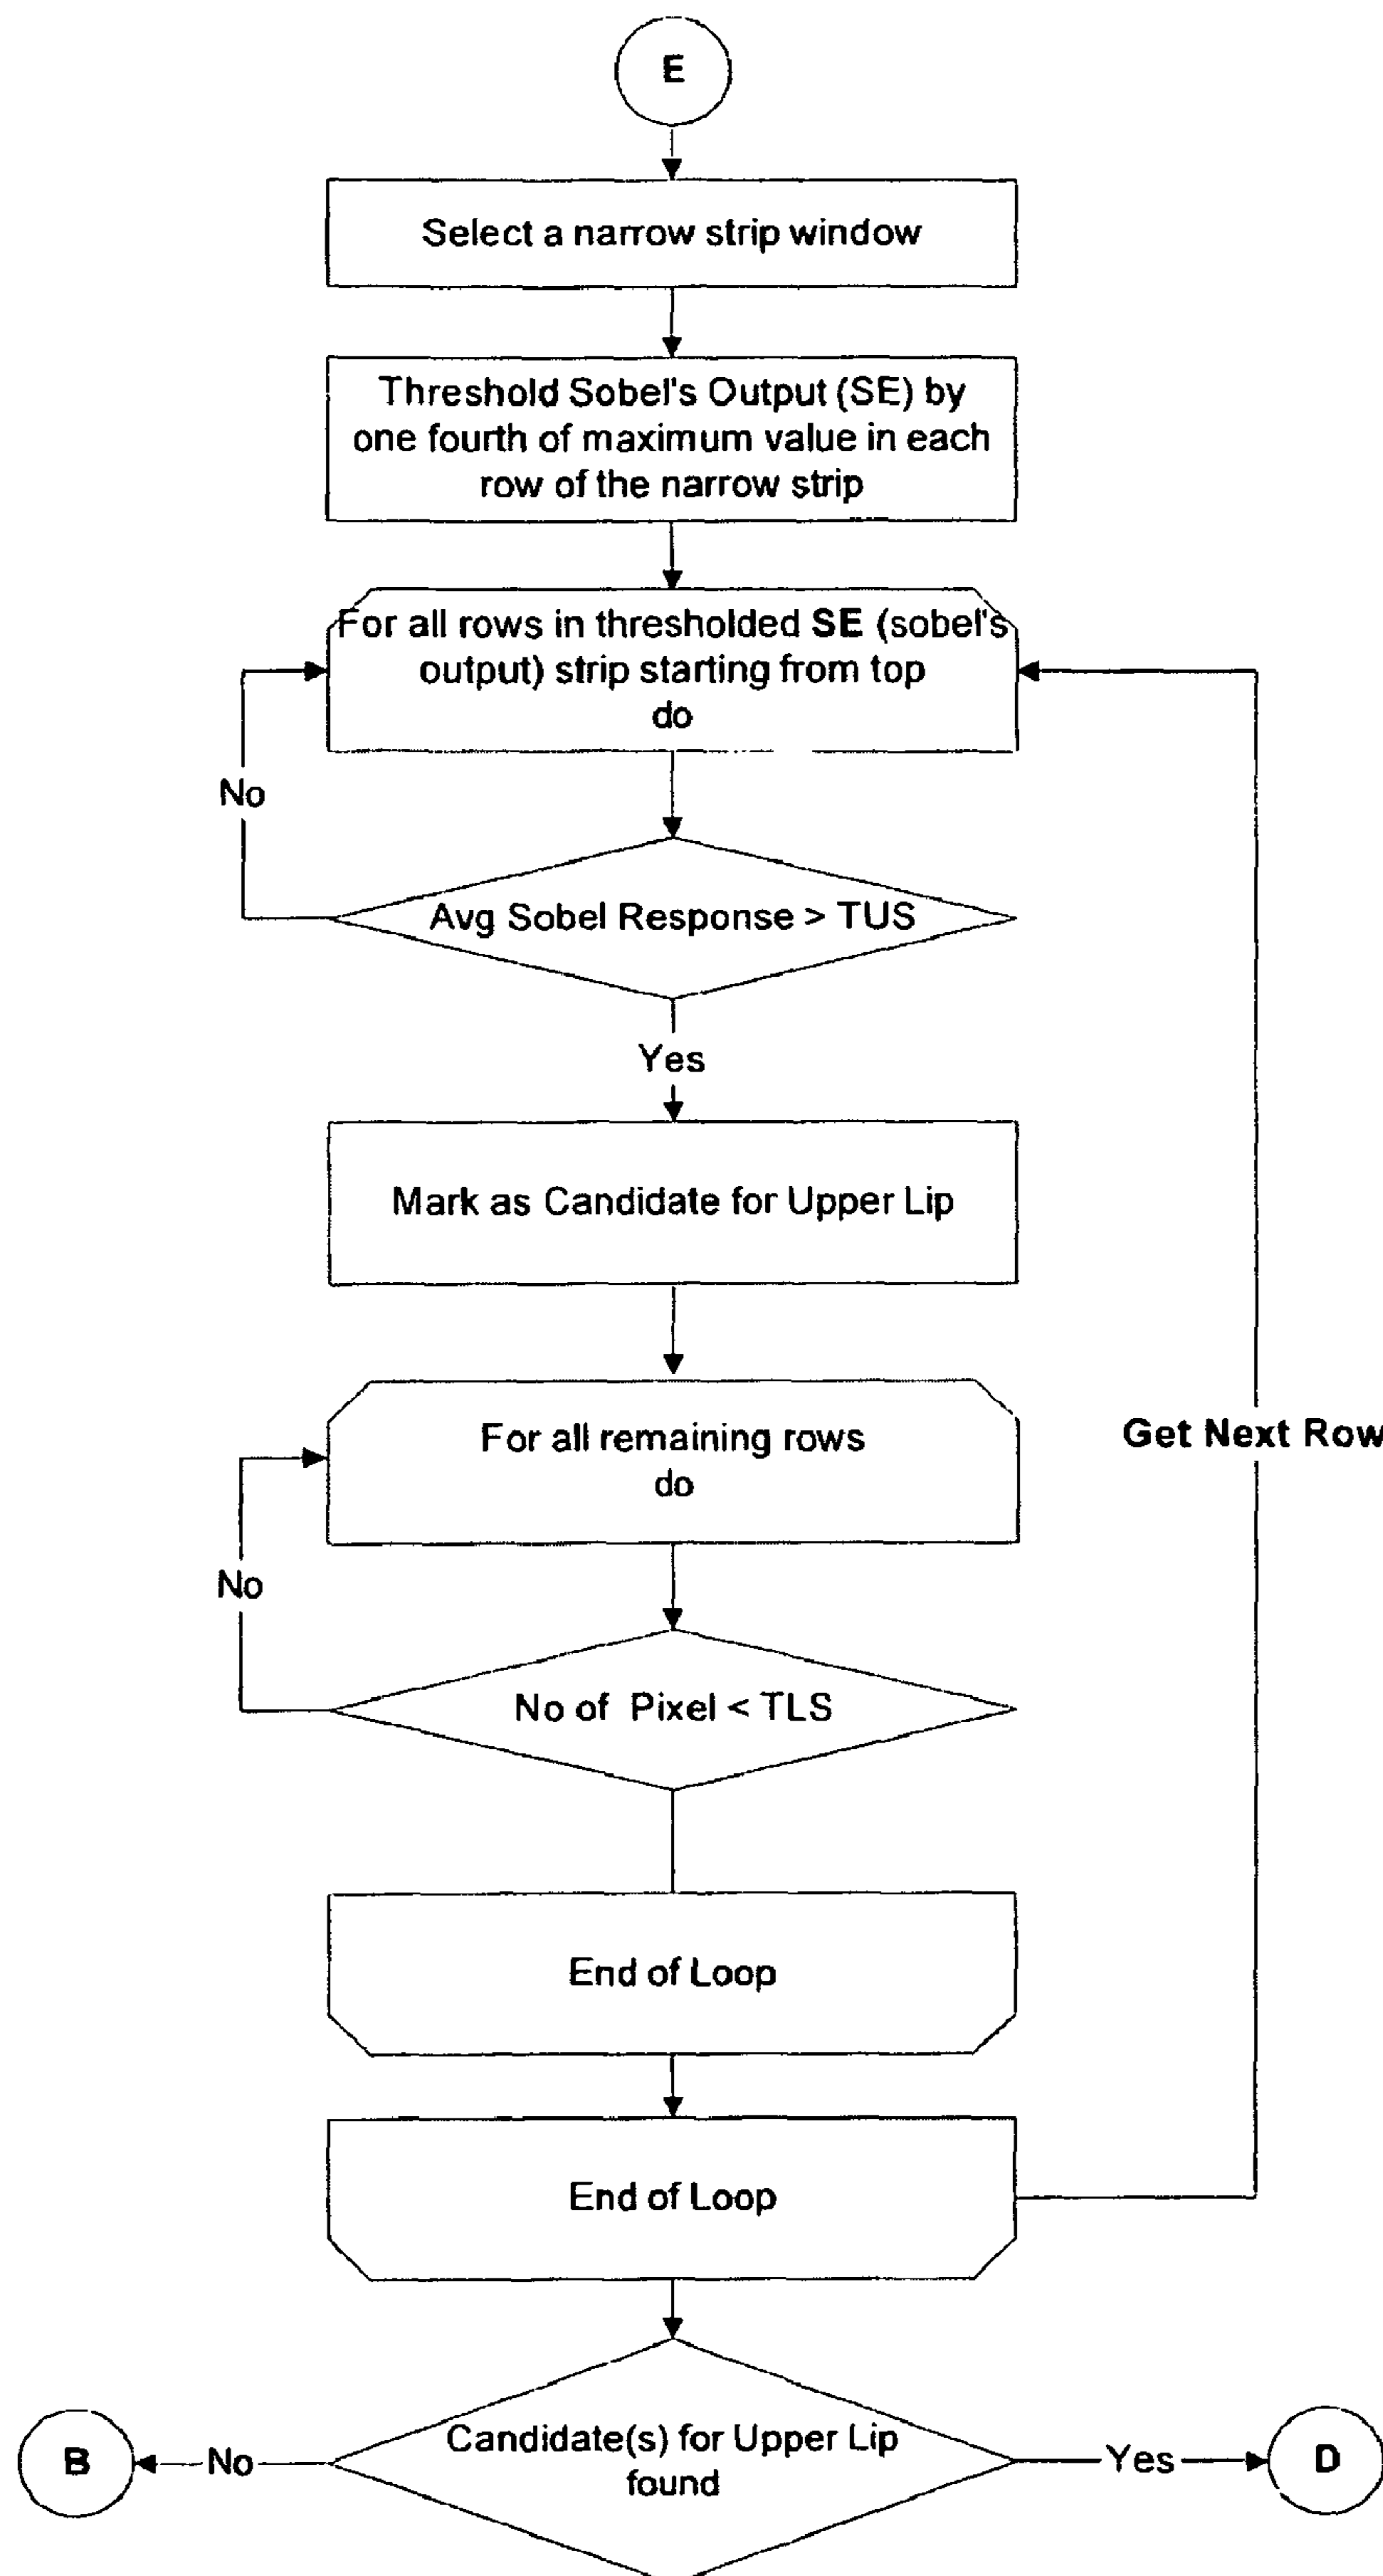 E
Select a narrow strip window
Threshold Sobel's Output (SE) by
one fourth of maximum value in each
row of the narrow strip
For all rows in thresholded SE (sobel's
output) strip starting from top
do
No
Avg Sobel Response > TUS
Yes
Mark as Candidate for Upper Lip
For all remaining rows
do
Get Next Row
No
No of Pixel < TLS
End of Loop
End of Loop
Candidate(s) for Upper Lip
found
B
No
Yes
D